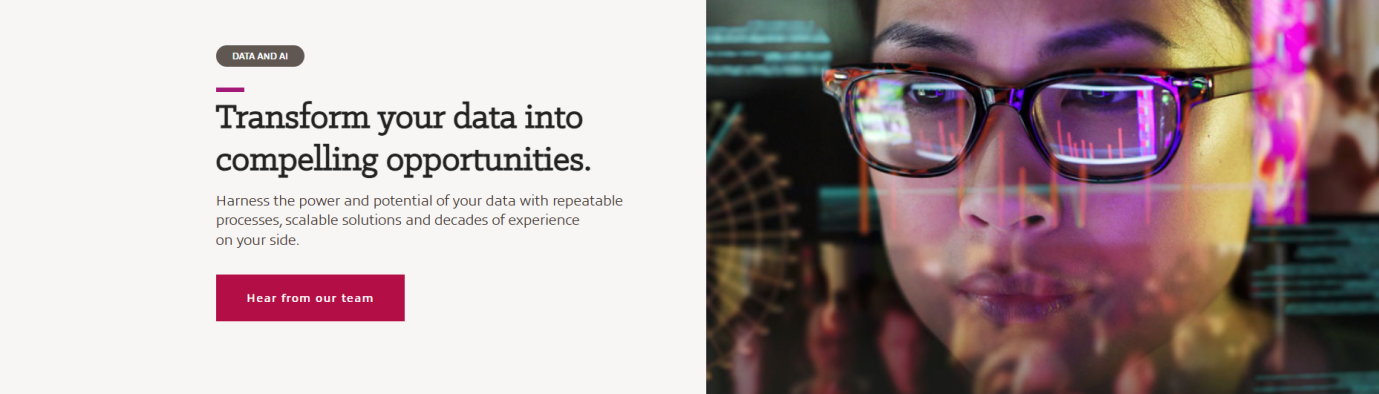 DATA AND AI
Transform your data into
compelling opportunities.
Harness the power and potential of your data with repeatable
processes, scalable solutions and decades of experience
on your side.
Hear from our team